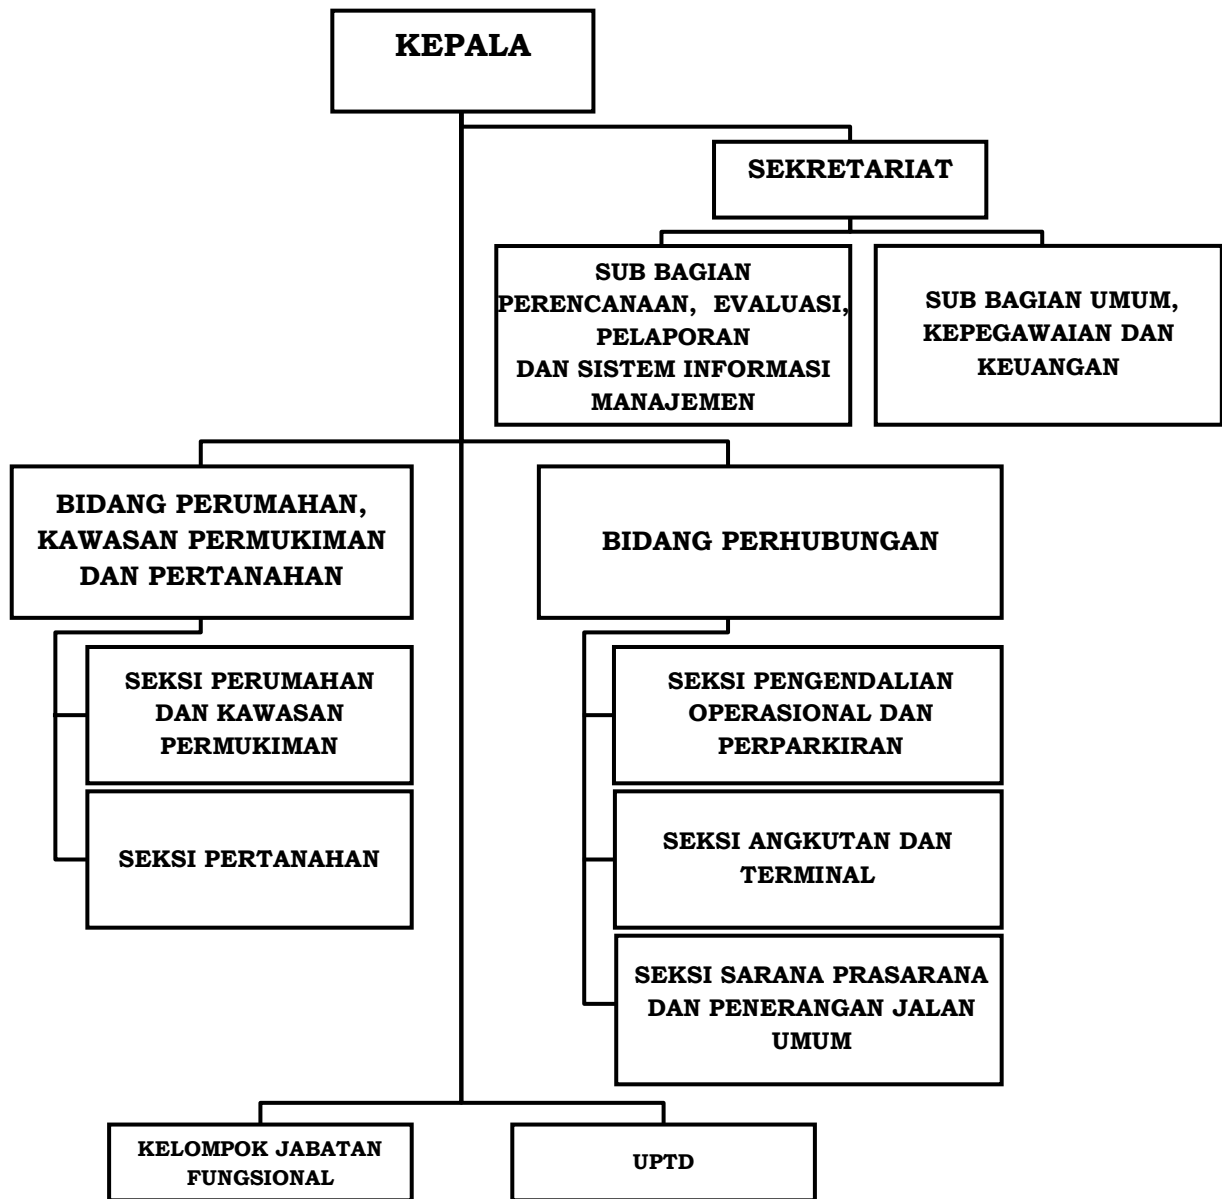 KEPALA
SEKRETARIAT
SUB BAGIAN
PERENCANAAN, EVALUASI,
PELAPORAN
DAN SISTEM INFORMASI
MANAJEMEN
SUB BAGIAN UMUM,
KEPEGAWAIAN DAN
KEUANGAN
BIDANG PERUMAHAN,
KAWASAN PERMUKIMAN
DAN PERTANAHAN
BIDANG PERHUBUNGAN
SEKSI PERUMAHAN
DAN KAWASAN
PERMUKIMAN
SEKSI PERTANAHAN
SEKSI PENGENDALIAN
OPERASIONAL DAN
PERPARKIRAN
SEKSI ANGKUTAN DAN
TERMINAL
SEKSI SARANA PRASARANA
DAN PENERANGAN JALAN
UMUM
KELOMPOK JABATAN
FUNGSIONAL
UPTD